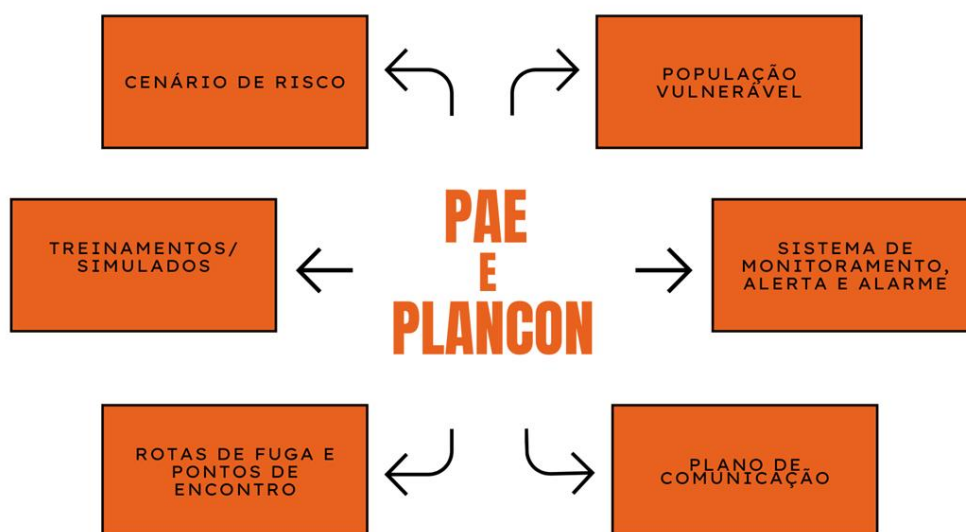 CENÁRIO DE RISCO
POPULAÇÃO
VULNERÁVEL
PAE
E
PLANCON
TREINAMENTOS/
SIMULADOS
SISTEMA DE
MONITORAMENTO,
ALERTA E ALARME
ROTAS DE FUGA E
PONTOS DE
ENCONTRO
PLANO DE
COMUNICAÇÃO